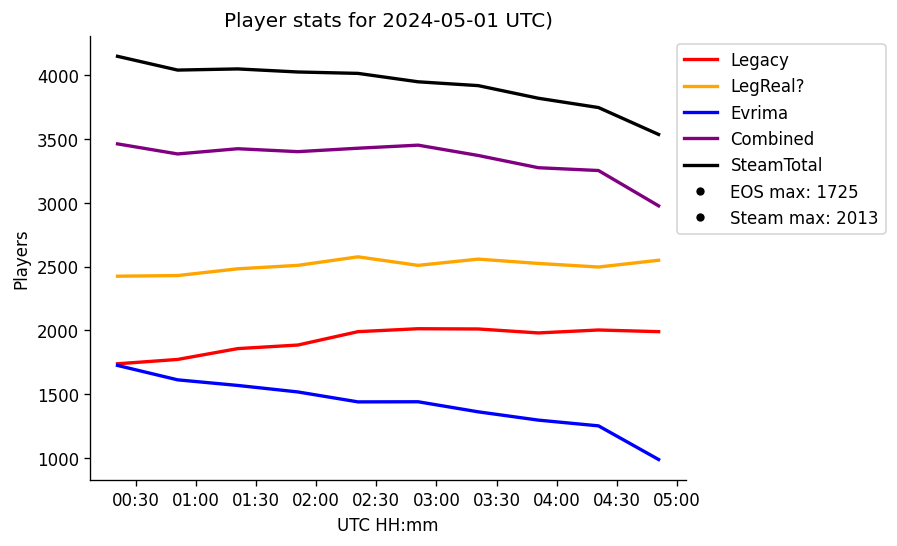 Player stats for 2024-05-01 UTC)
Players
4000
3500
3000
2500
2000
1500
1000
00:30 01:00 01:30 02:00 02:30 03:00 03:30 04:00 04:30 05:00
UTC HH:mm
Legacy
LegReal?
Evrima
Combined
SteamTotal
EOS max: 1725
Steam max: 2013